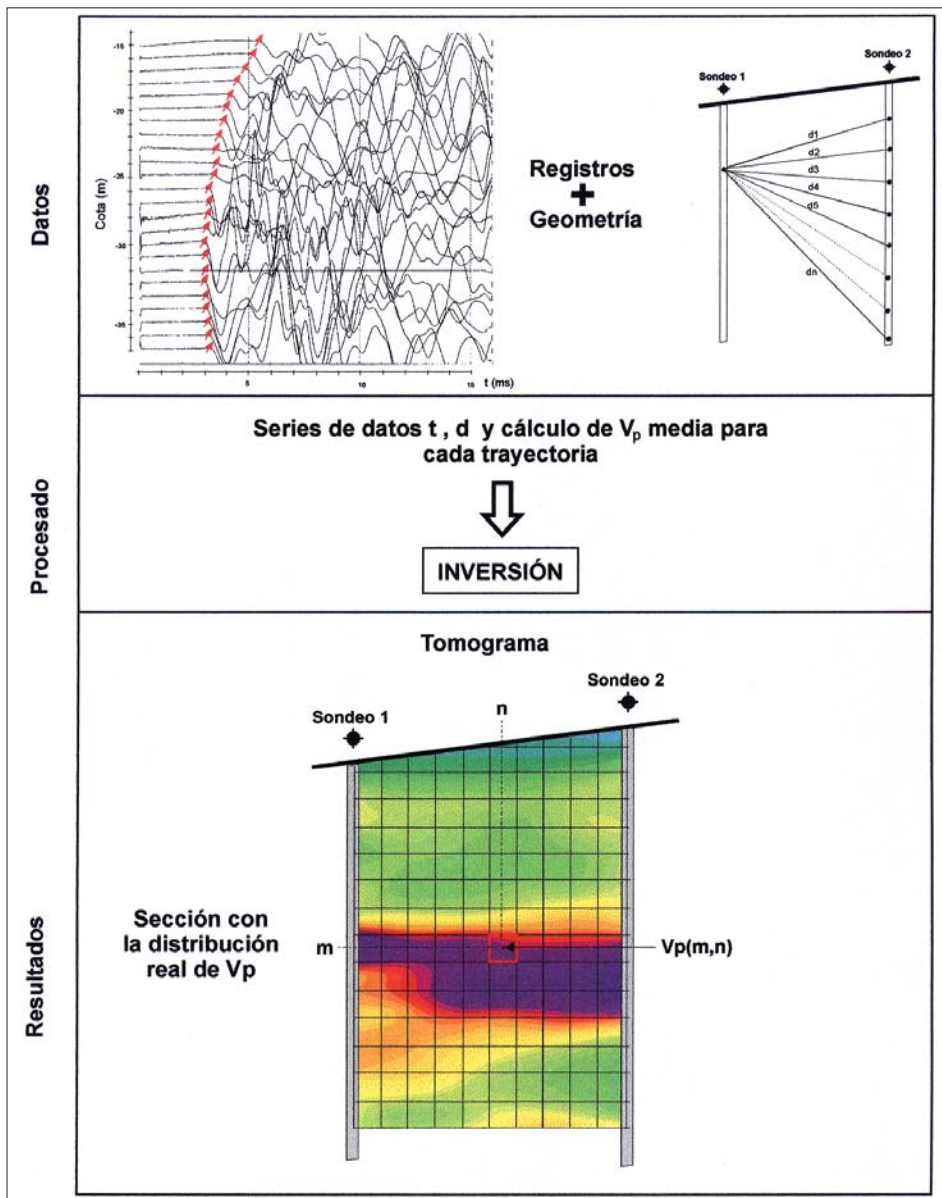 Datos
Cota (m)
-15
-20
-25
-30
-35
5
10
15
t (ms)
Registros
+
Geometría
Sondeo 1
Sondeo 2
d1
d2
d3
d4
d5
dn
Procesado
Series de datos t , d y cálculo de Vp media para
cada trayectoria
INVERSIÓN
Resultados
Tomograma
Sondeo 1
n
Sondeo 2
Sección con
la distribución
real de Vp
m
Vp(m,n)